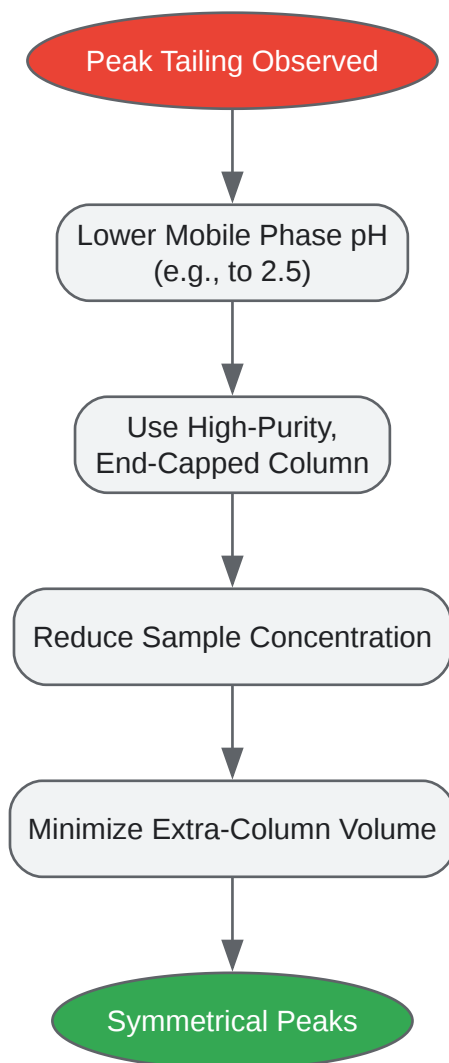 Peak Tailing Observed
Lower Mobile Phase pH
(e.g., to 2.5)
Use High-Purity,
End-Capped Column
Reduce Sample Concentration
Minimize Extra-Column Volume
Symmetrical Peaks